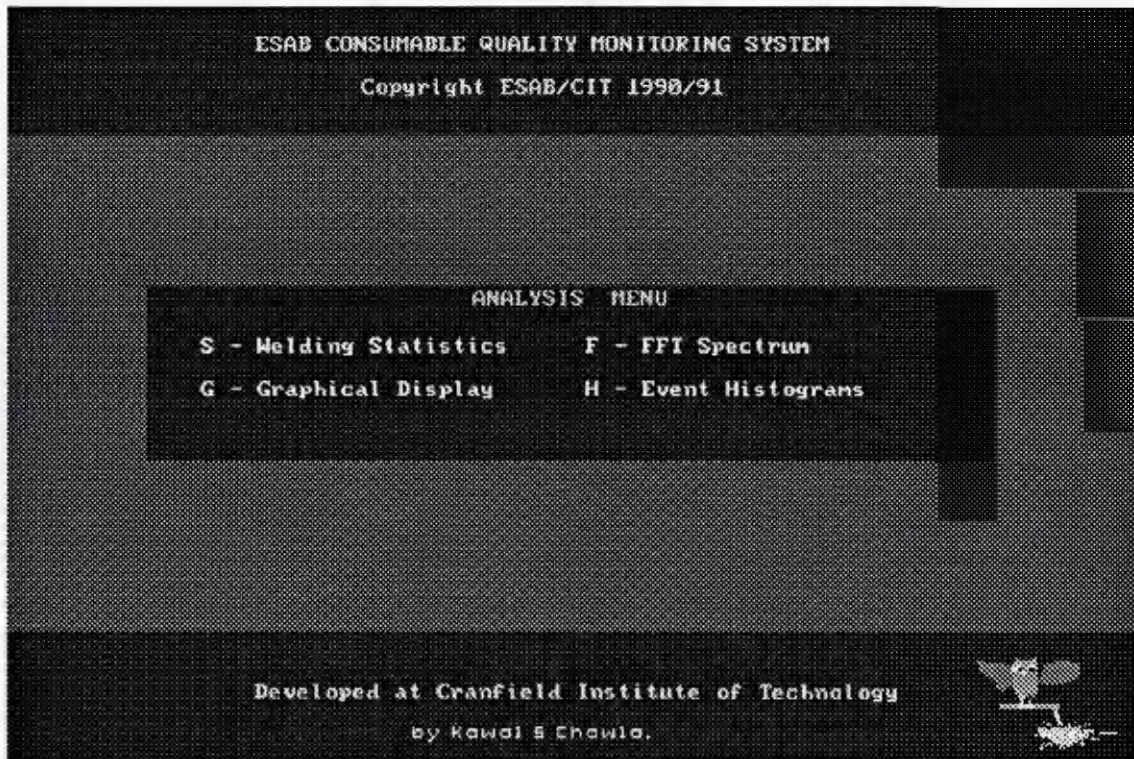 ESAB CONSUMABLE QUALITY MONITORING SYSTEM
Copyright ESAB/CIT 1990/91
ANALYSIS MENU
S - Welding Statistics F - FFT Spectrum
G - Graphical Display H - Event Histograms
Developed at Cranfield Institute of Technology
by Kawal S Chawla.